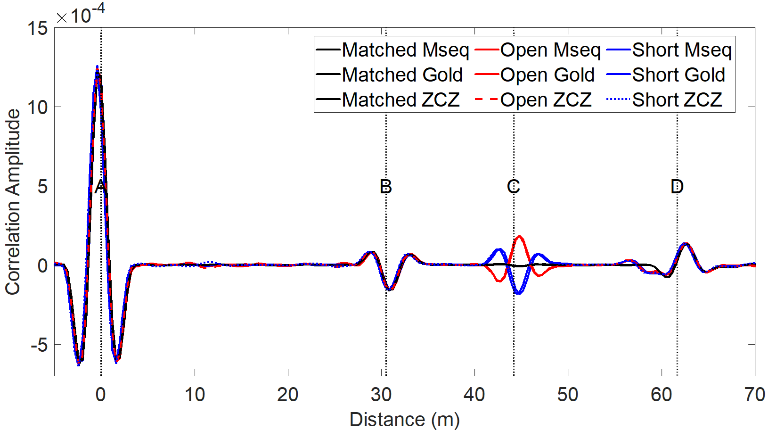 ×10⁻⁴
15
10
5
0
-5
Correlation Amplitude
Matched Mseq Open Mseq Short Mseq
Matched Gold Open Gold Short Gold
Matched ZCZ Open ZCZ Short ZCZ
A B C D
0 10 20 30 40 50 60 70
Distance (m)